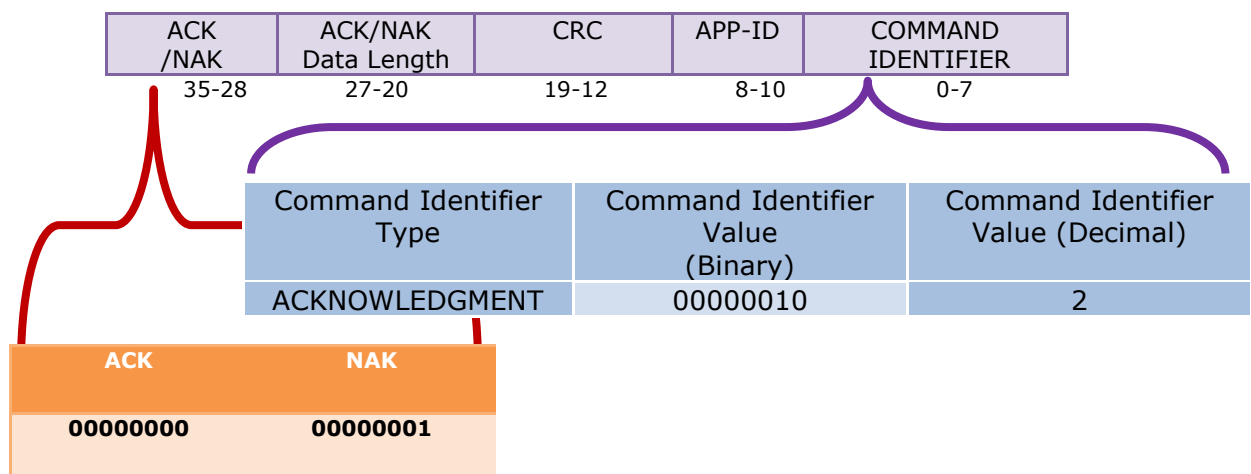 ACK ACK/NAK CRC APP-ID COMMAND
/NAK Data Length IDENTIFIER
35-28 27-20 19-12 8-10 0-7
Command Identifier Command Identifier Command Identifier
Type Value Value (Decimal)
(Binary)
ACKNOWLEDGMENT 00000010 2
ACK NAK
00000000 00000001